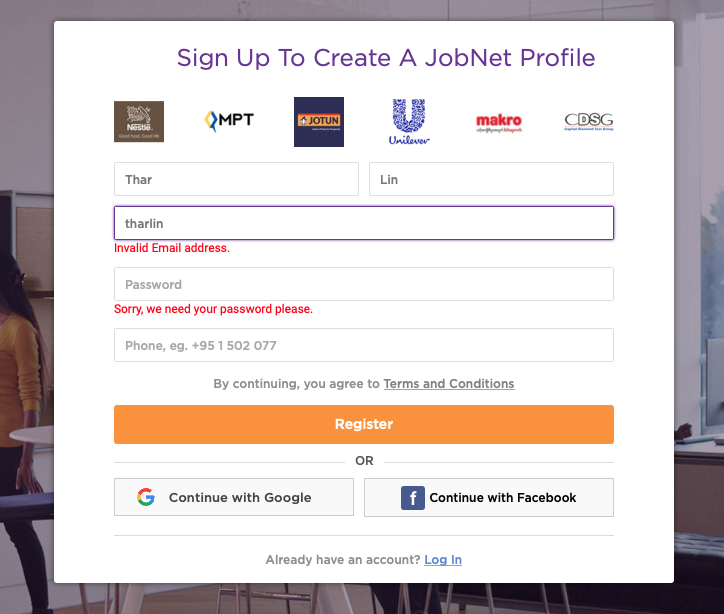 Sign Up To Create A JobNet Profile
Nestlé.
Good food, Good life
MPT
JOTUN
Jotun Protects Property
Unilever
makro
CDSG
Capital Diamond Star Group
Thar
Lin
tharlin
Invalid Email address.
Password
Sorry, we need your password please.
Phone, eg. +95 1 502 077
By continuing, you agree to Terms and Conditions
Register
OR
Continue with Google
f Continue with Facebook
Already have an account? Log In